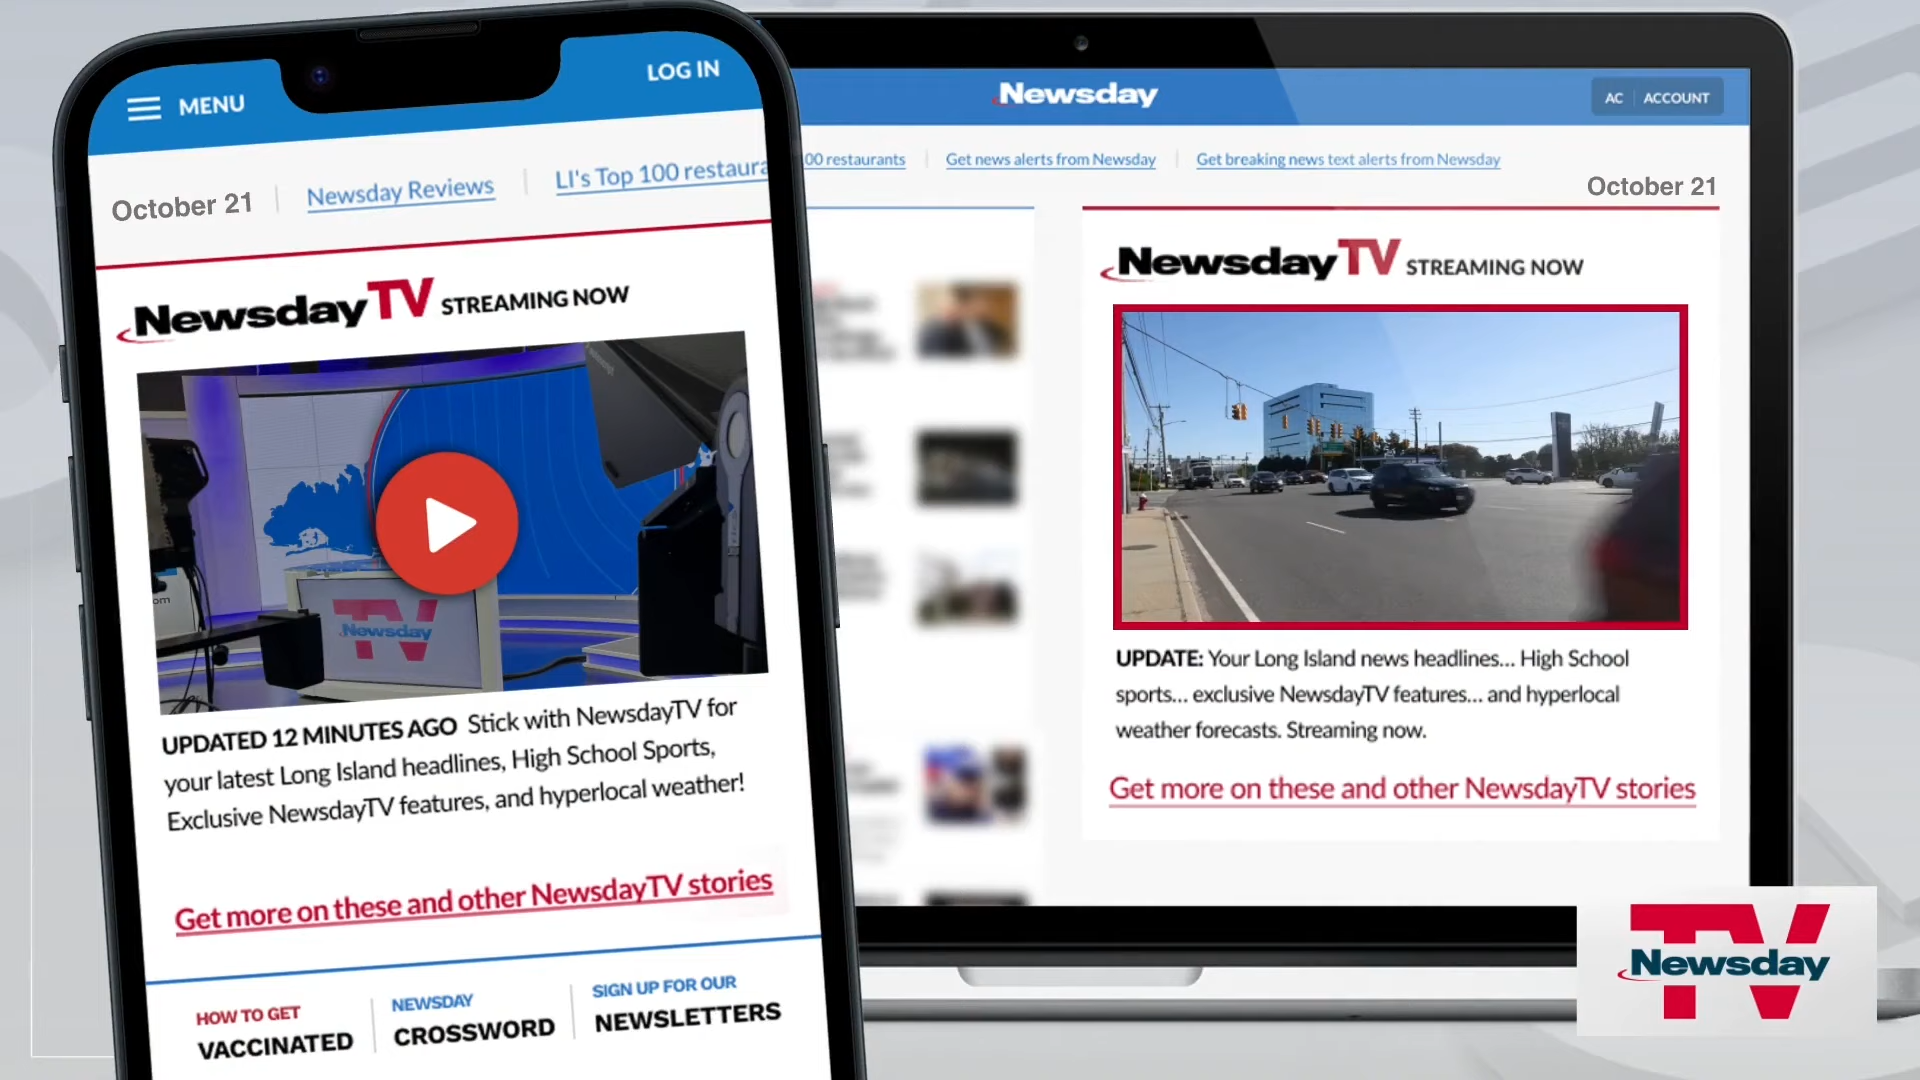 MENU
LOG IN
October 21
Newsday Reviews
LI's Top 100 restaura
NewsdayTV STREAMING NOW
TV
Newsday
om
UPDATED 12 MINUTES AGO Stick with NewsdayTV for
your latest Long Island headlines, High School Sports,
Exclusive NewsdayTV features, and hyperlocal weather!
Get more on these and other NewsdayTV stories
HOW TO GET
VACCINATED
NEWSDAY
CROSSWORD
SIGN UP FOR OUR
NEWSLETTERS
Newsday
AC
ACCOUNT
00 restaurants
Get news alerts from Newsday
Get breaking news text alerts from Newsday
October 21
NewsdayTV STREAMING NOW
UPDATE: Your Long Island news headlines... High School
sports... exclusive NewsdayTV features... and hyperlocal
weather forecasts. Streaming now.
Get more on these and other NewsdayTV stories
TV
Newsday